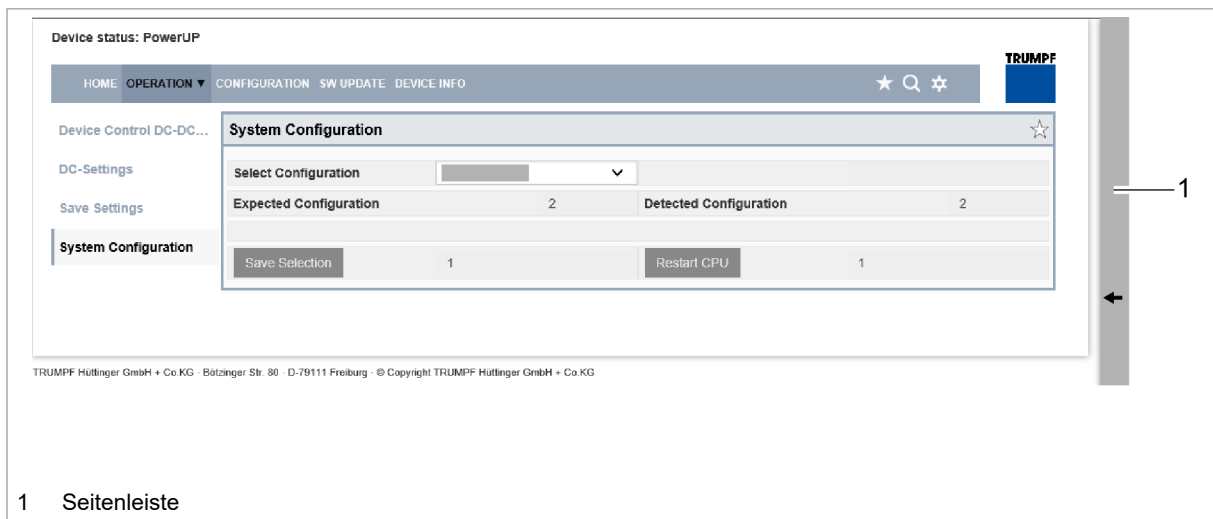 Device status: PowerUP
TRUMPF
HOME OPERATION ▼ CONFIGURATION SW UPDATE DEVICE INFO
Device Control DC-DC...
System Configuration
DC-Settings
Select Configuration
1
Save Settings
Expected Configuration 2 Detected Configuration 2
System Configuration
Save Selection 1 Restart CPU 1
TRUMPF Hüttinger GmbH + Co.KG · Bötzinger Str. 80 · D-79111 Freiburg · © Copyright TRUMPF Hüttinger GmbH + Co.KG
1 Seitenleiste